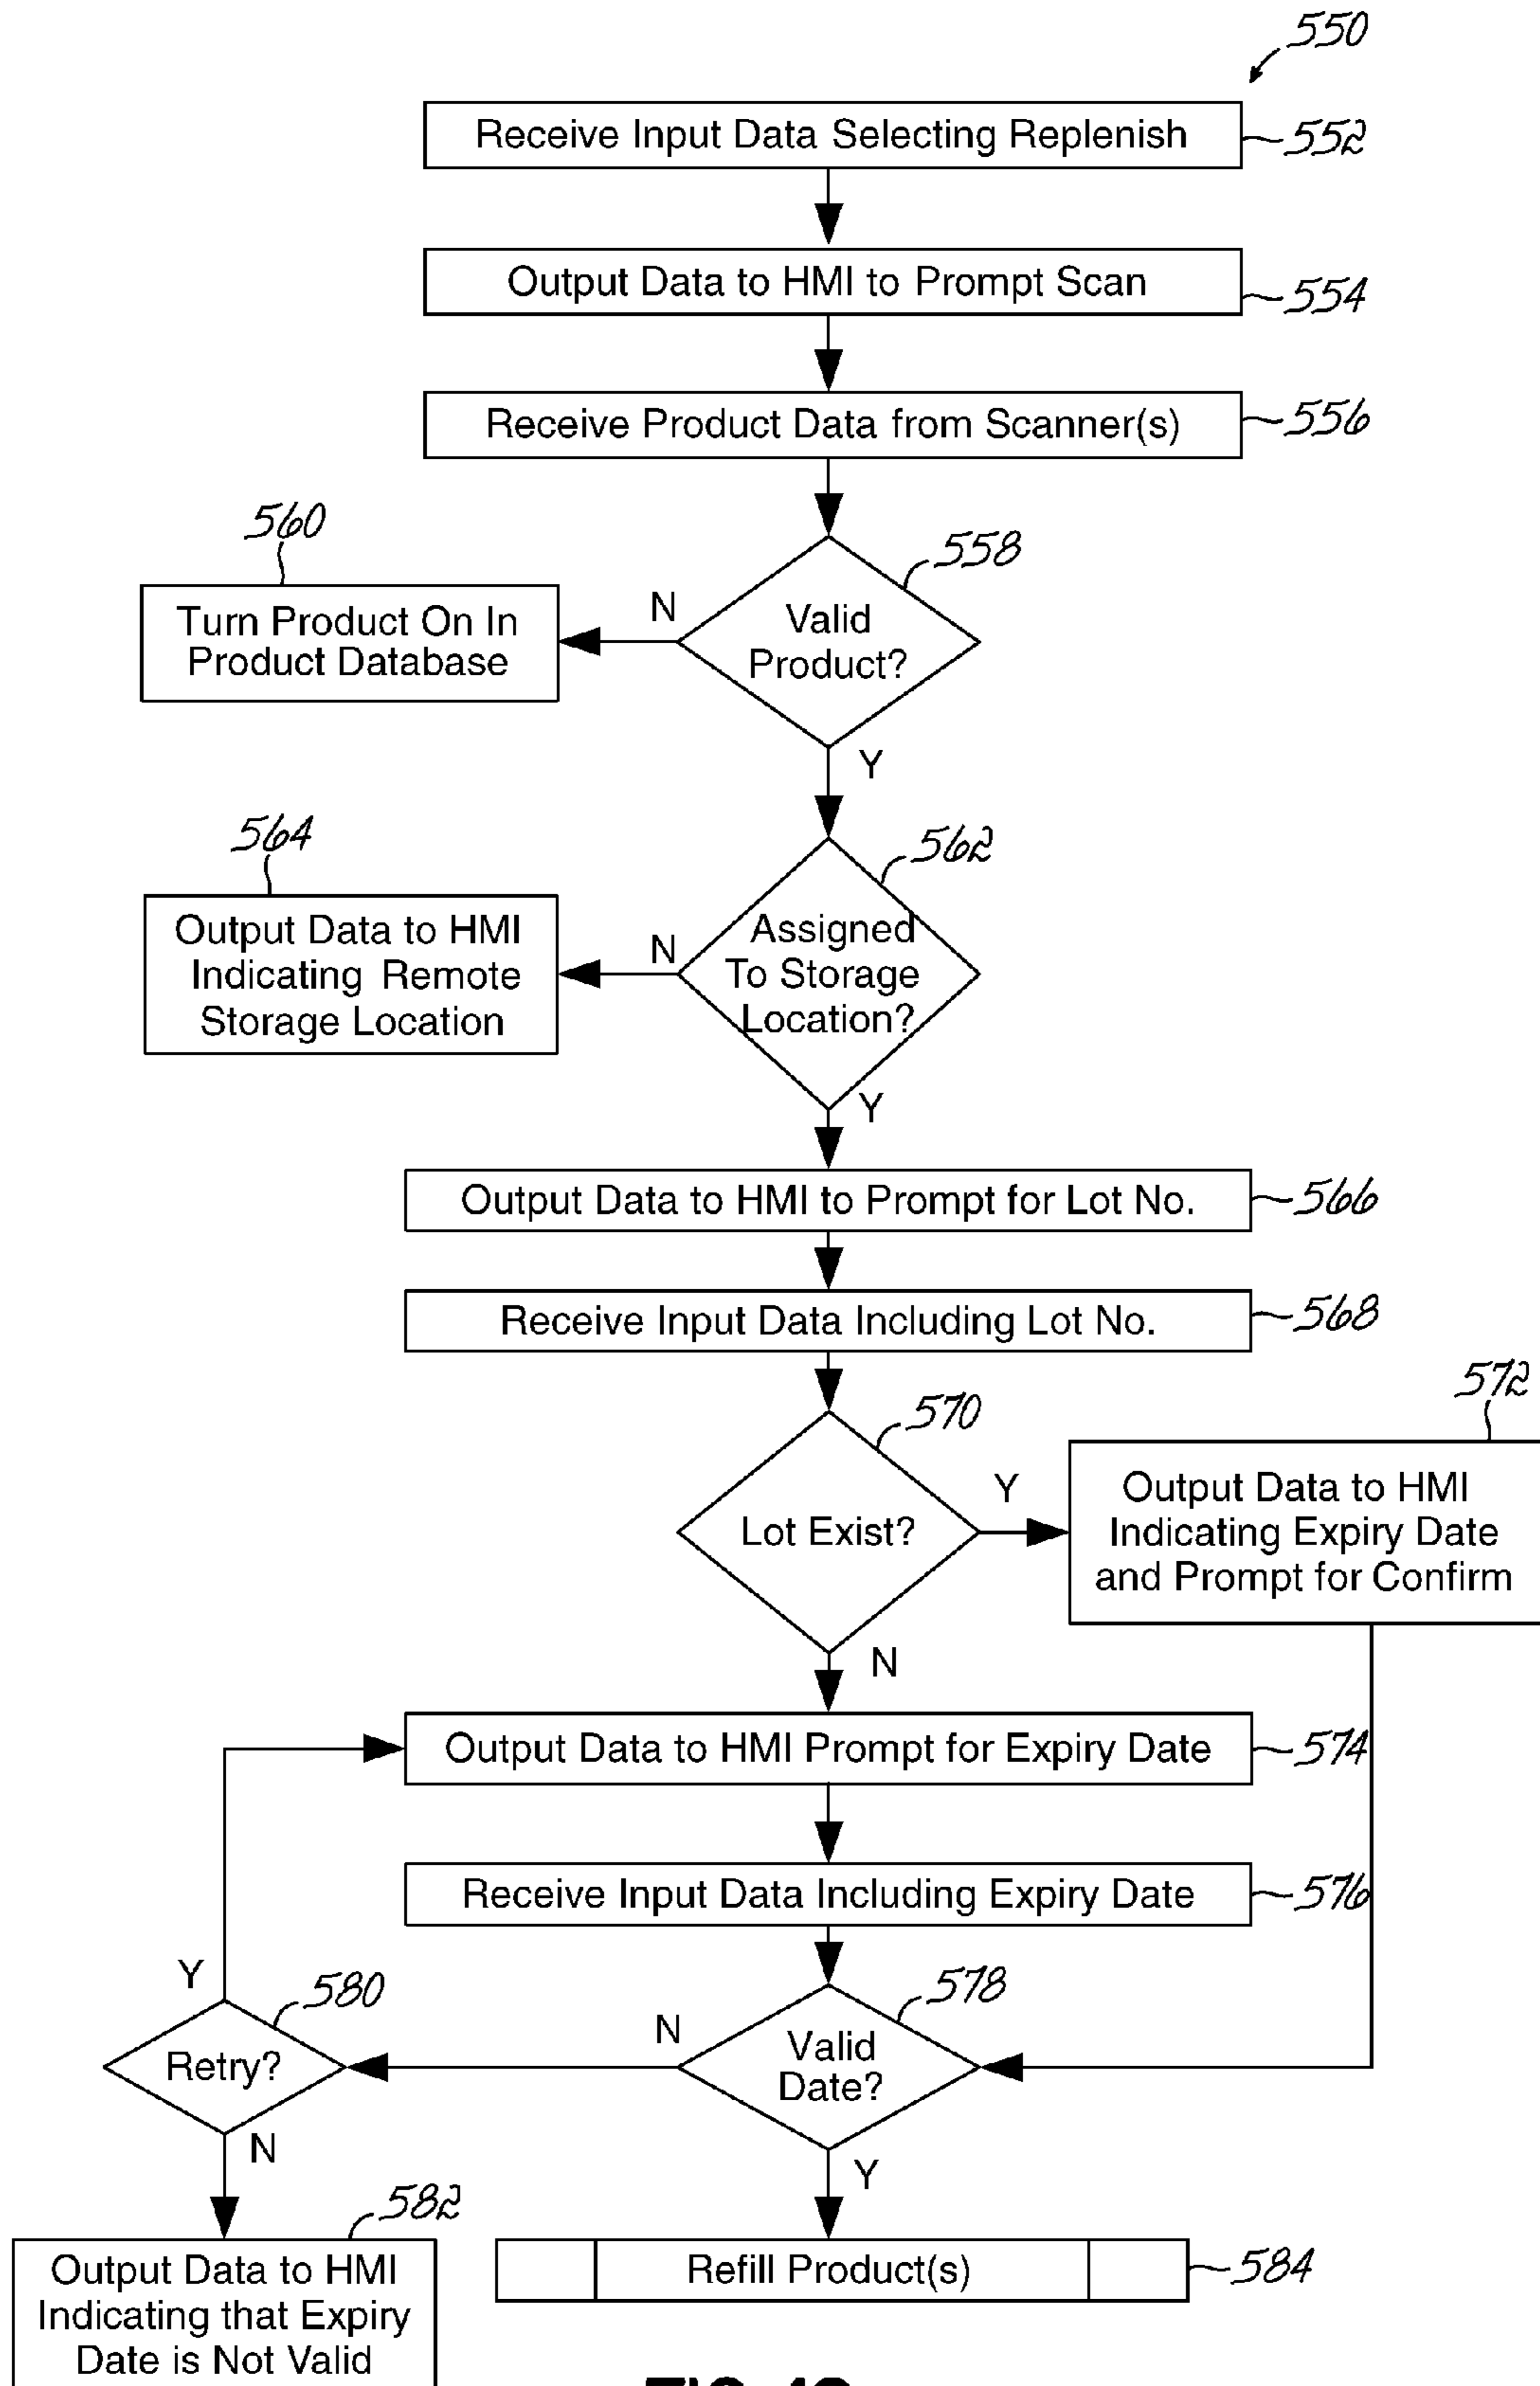 550
Receive Input Data Selecting Replenish
552
Output Data to HMI to Prompt Scan
554
Receive Product Data from Scanner(s)
556
560
558
Turn Product On In
Product Database
N
Valid
Product?
Y
564
562
Output Data to HMI
Indicating Remote
Storage Location
N
Assigned
To Storage
Location?
Y
Output Data to HMI to Prompt for Lot No.
566
Receive Input Data Including Lot No.
568
570
572
Lot Exist?
Y
Output Data to HMI
Indicating Expiry Date
and Prompt for Confirm
N
Output Data to HMI Prompt for Expiry Date
574
Receive Input Data Including Expiry Date
576
Y
580
578
Retry?
N
Valid
Date?
N
Y
582
Output Data to HMI
Indicating that Expiry
Date is Not Valid
Refill Product(s)
584